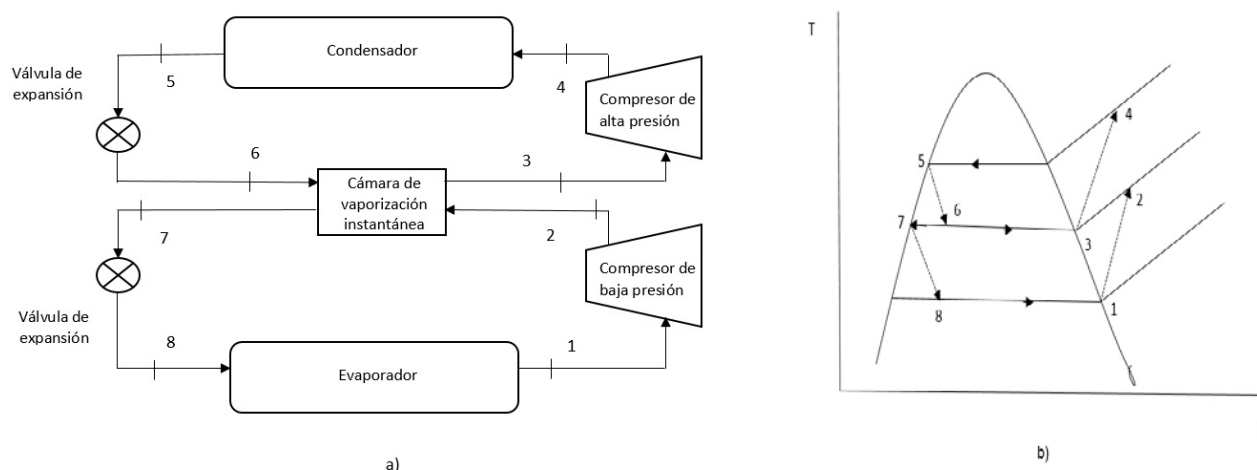 Condensador
Válvula de
expansión
5
4
Compresor de
alta presión
6
3
Cámara de
vaporización
instantánea
7
2
Compresor de
baja presión
Válvula de
expansión
8
1
Evaporador
a)
T
4
5
2
6
7
3
8
1
b)